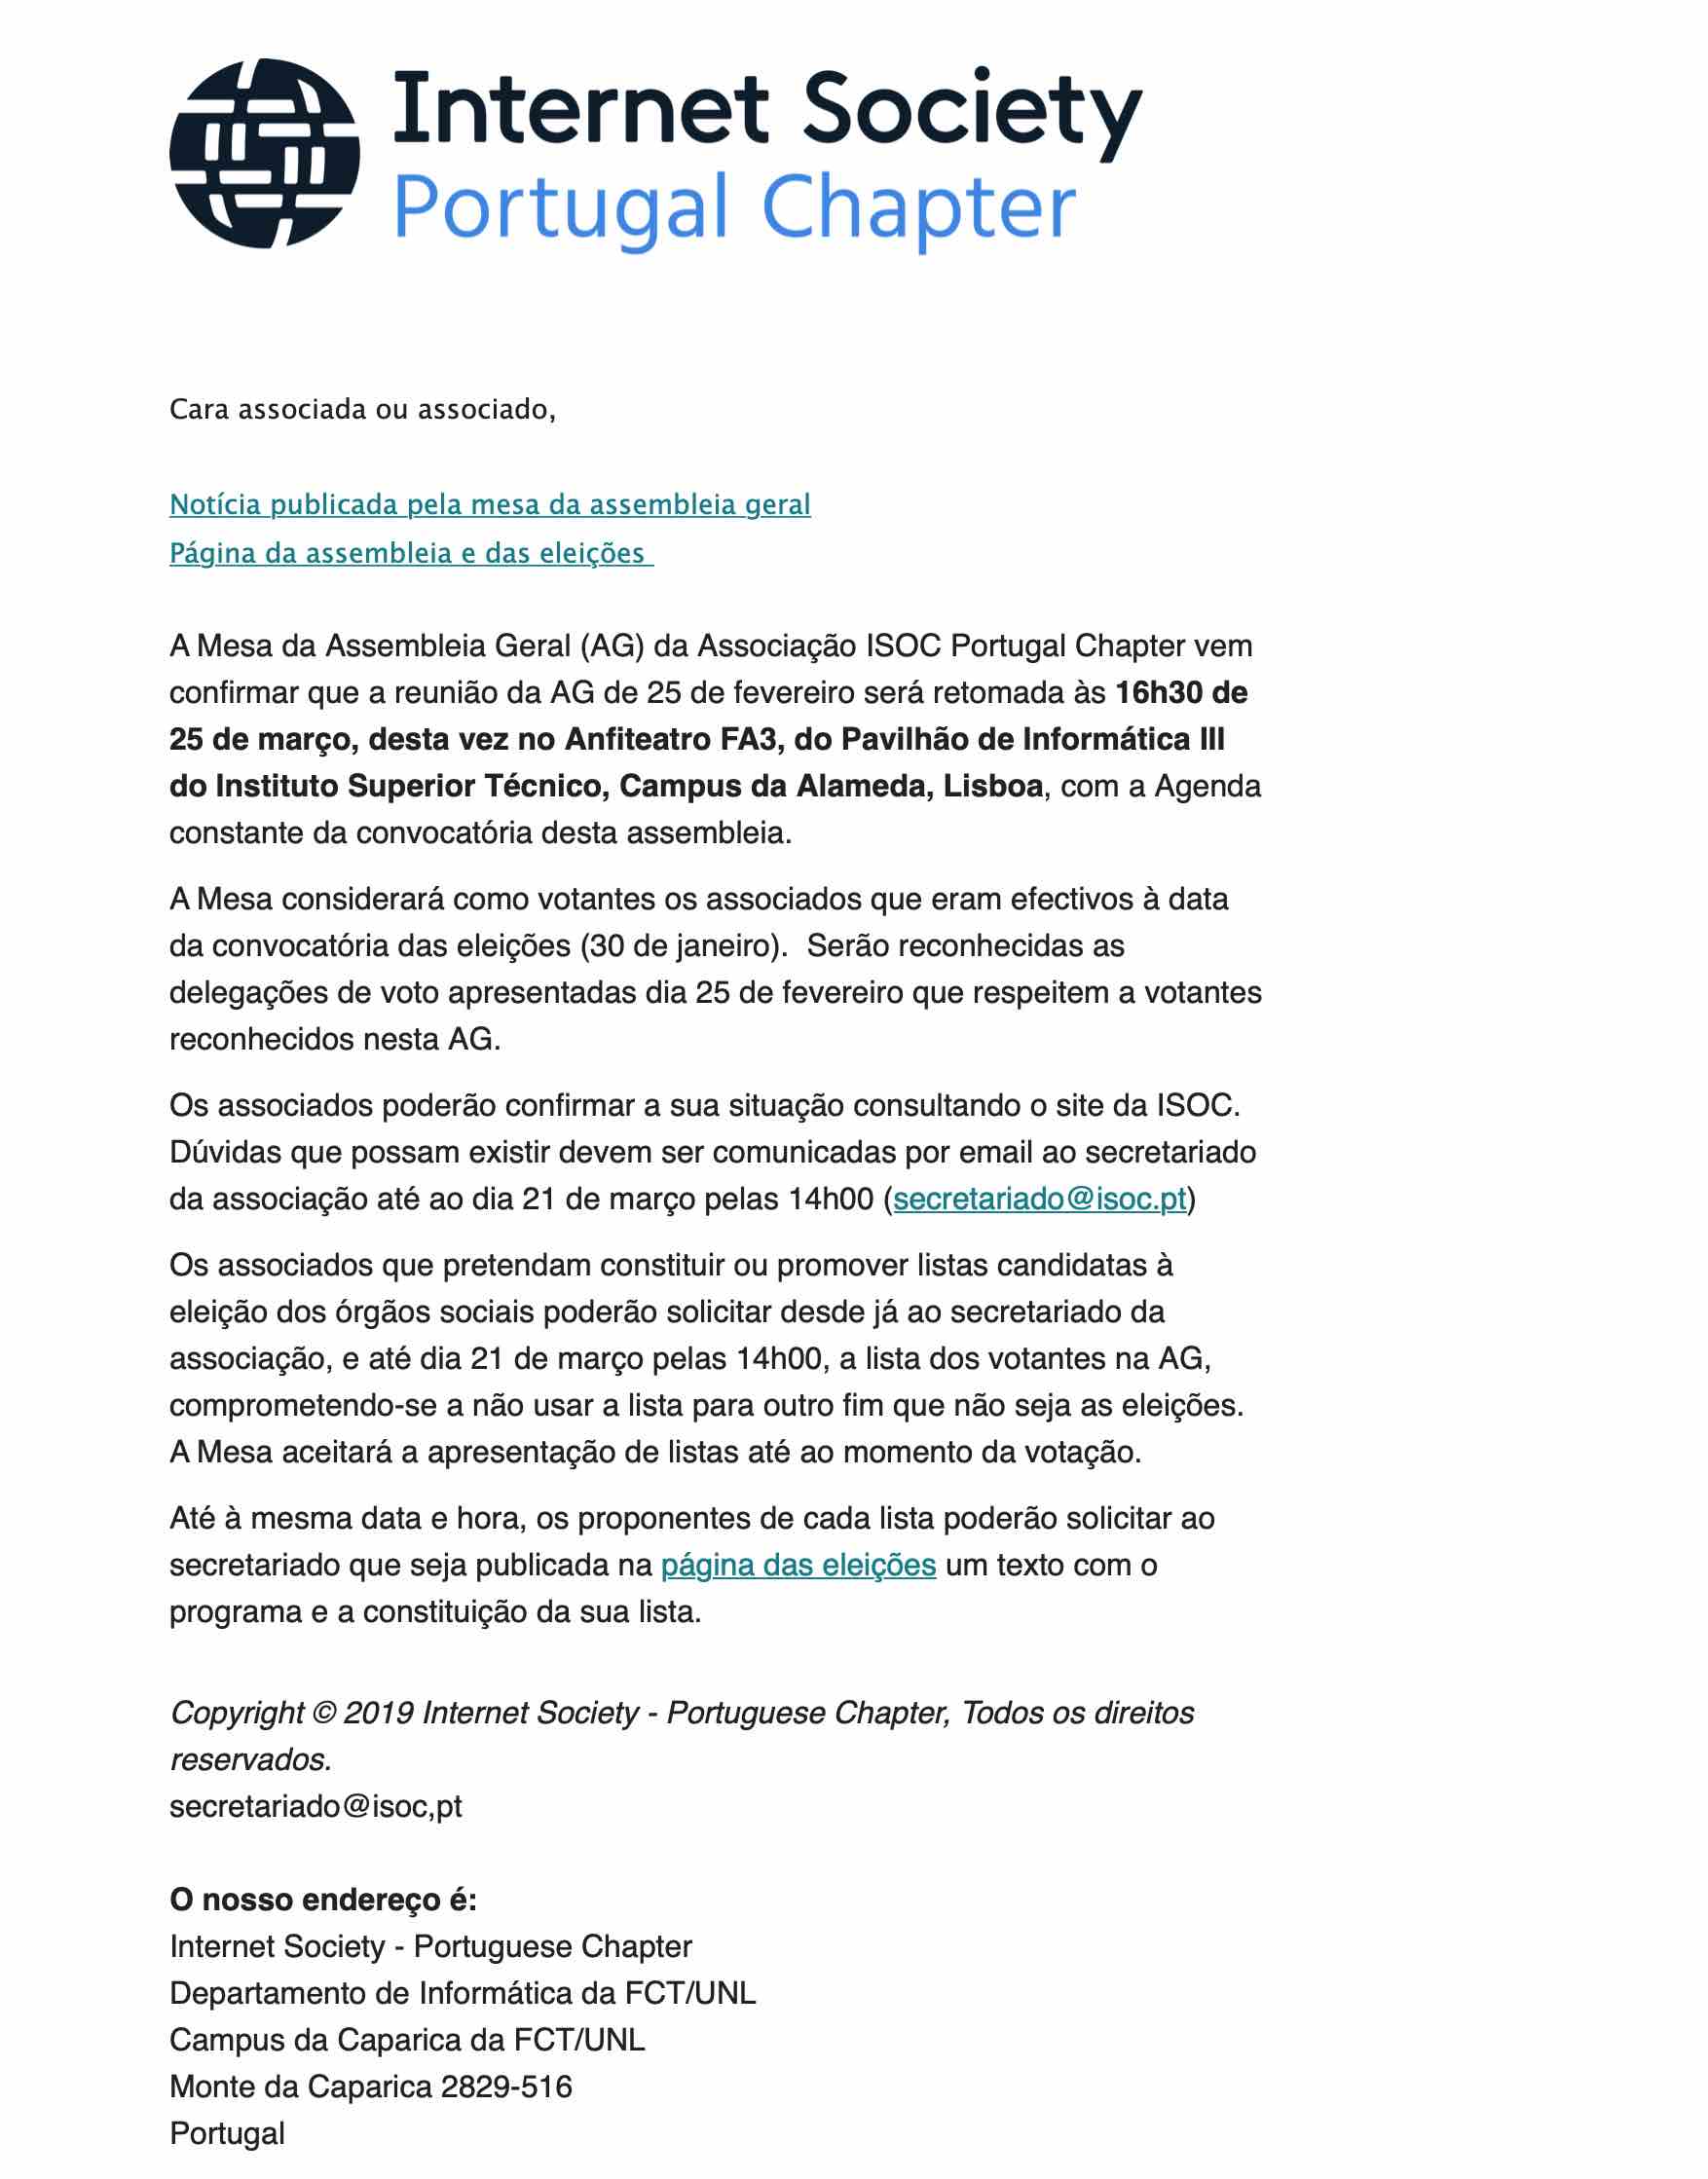 Internet Society
Portugal Chapter
Cara associada ou associado,
Notícia publicada pela mesa da assembleia geral
Página da assembleia e das eleições
A Mesa da Assembleia Geral (AG) da Associação ISOC Portugal Chapter vem
confirmar que a reunião da AG de 25 de fevereiro será retomada às 16h30 de
25 de março, desta vez no Anfiteatro FA3, do Pavilhão de Informática III
do Instituto Superior Técnico, Campus da Alameda, Lisboa, com a Agenda
constante da convocatória desta assembleia.
A Mesa considerará como votantes os associados que eram efectivos à data
da convocatória das eleições (30 de janeiro).  Serão reconhecidas as
delegações de voto apresentadas dia 25 de fevereiro que respeitem a votantes
reconhecidos nesta AG.
Os associados poderão confirmar a sua situação consultando o site da ISOC.
Dúvidas que possam existir devem ser comunicadas por email ao secretariado
da associação até ao dia 21 de março pelas 14h00 (secretariado@isoc.pt)
Os associados que pretendam constituir ou promover listas candidatas à
eleição dos órgãos sociais poderão solicitar desde já ao secretariado da
associação, e até dia 21 de março pelas 14h00, a lista dos votantes na AG,
comprometendo-se a não usar a lista para outro fim que não seja as eleições.
A Mesa aceitará a apresentação de listas até ao momento da votação.
Até à mesma data e hora, os proponentes de cada lista poderão solicitar ao
secretariado que seja publicada na página das eleições um texto com o
programa e a constituição da sua lista.
Copyright © 2019 Internet Society - Portuguese Chapter, Todos os direitos
reservados.
secretariado@isoc,pt
O nosso endereço é:
Internet Society - Portuguese Chapter
Departamento de Informática da FCT/UNL
Campus da Caparica da FCT/UNL
Monte da Caparica 2829-516
Portugal